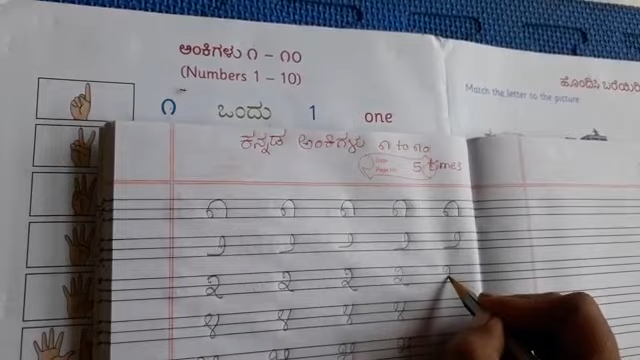 ಅಂಕಿಗಳು ೧ – ೧೦
(Numbers 1 – 10)
ಹೊಂದಿಸಿ ಬರೆಯಿರಿ
Match the letter to the picture
೧ ಒಂದು 1 one
ಕನ್ನಡ ಅಂಕಿಗಳು ೧ to ೧೦
5 times
೧ ೧ ೧ ೧ ೧
೨ ೨ ೨ ೨ ೨
೩ ೩ ೩ ೩ ೩
೪ ೪ ೪ ೪